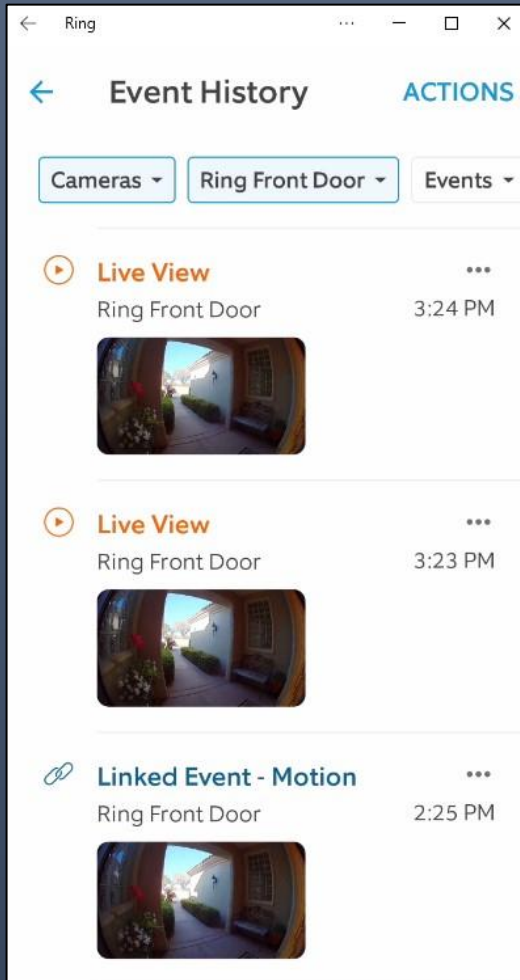 Ring
Event History ACTIONS
Cameras Ring Front Door Events
Live View
Ring Front Door 3:24 PM
Live View
Ring Front Door 3:23 PM
Linked Event - Motion
Ring Front Door 2:25 PM